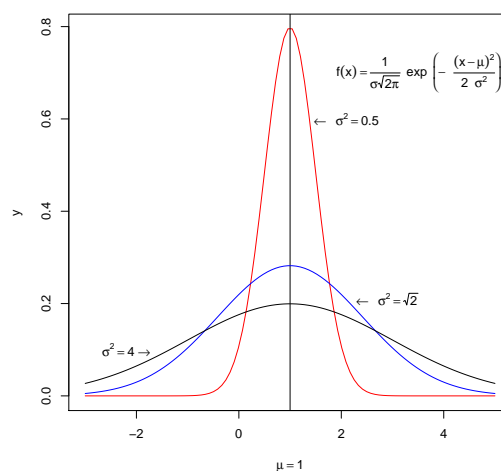 0.8
0.6
0.4
0.2
0.0
y
f(x) = 1/(σ√2π) exp (− (x−μ)²/(2 σ²))
← σ² = 0.5
← σ² = √2
σ² = 4 →
−2 0 2 4
μ = 1